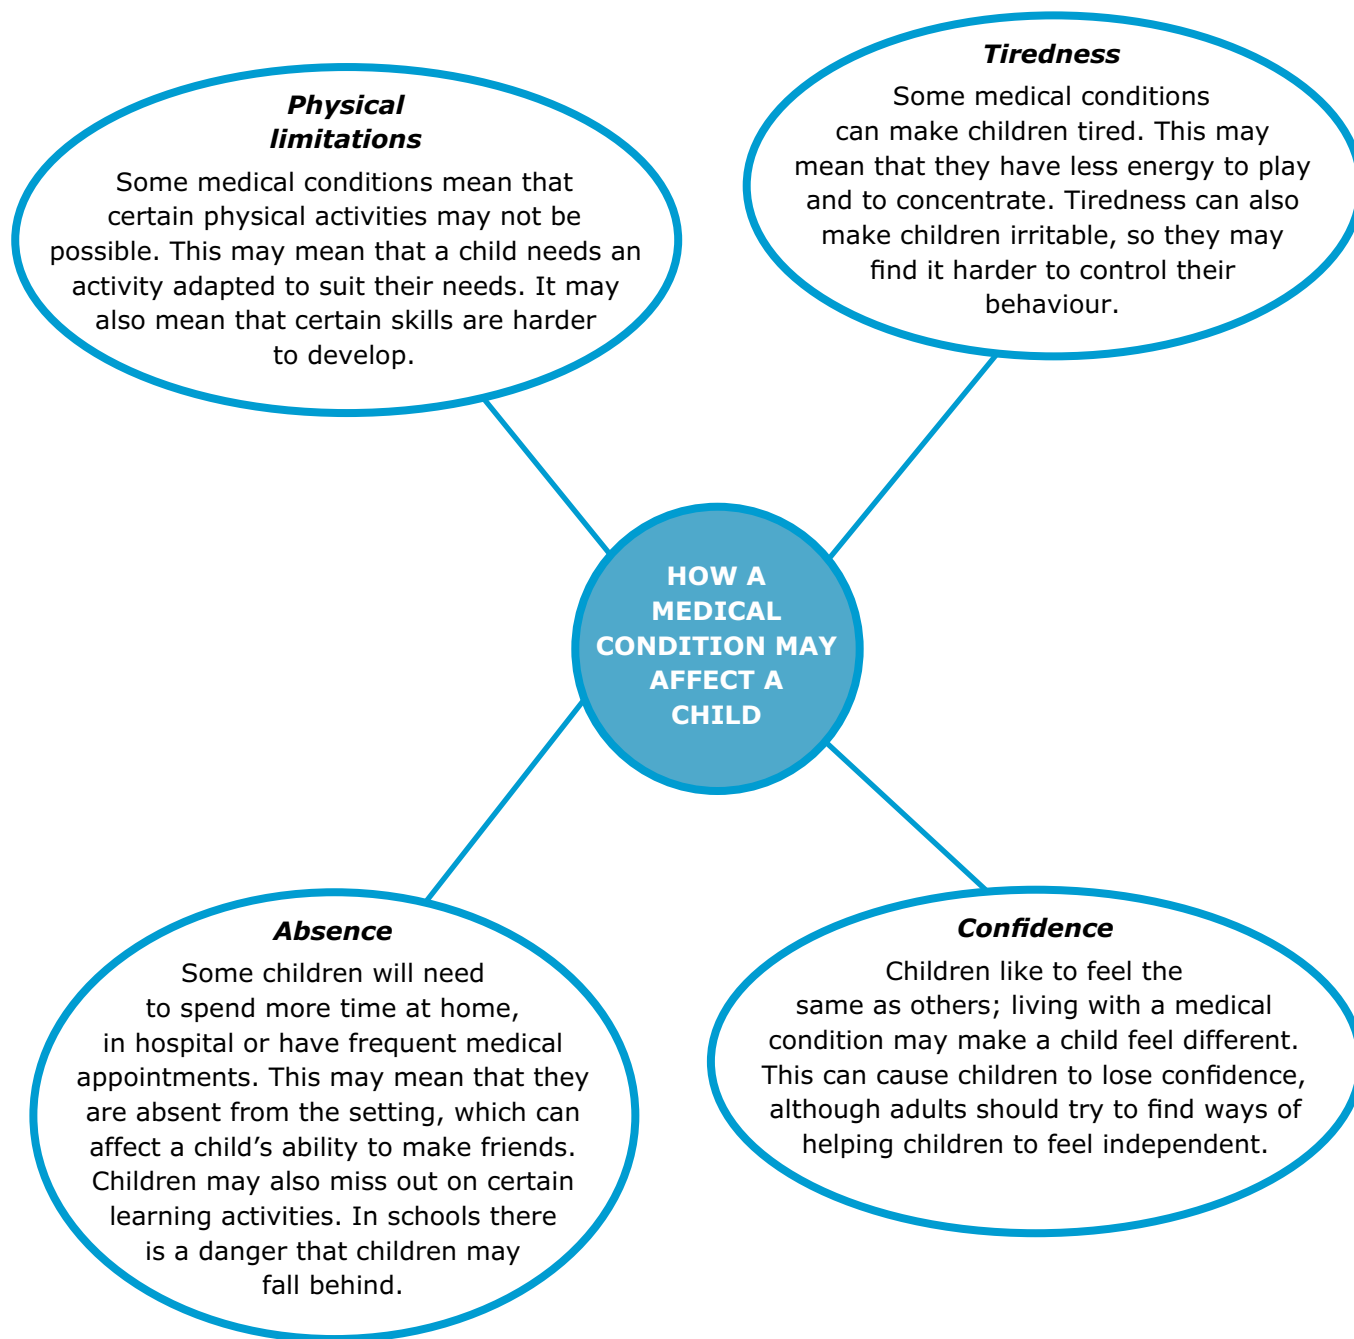 Physical
limitations
Some medical conditions mean that
certain physical activities may not be
possible. This may mean that a child needs an
activity adapted to suit their needs. It may
also mean that certain skills are harder
to develop.
Tiredness
Some medical conditions
can make children tired. This may
mean that they have less energy to play
and to concentrate. Tiredness can also
make children irritable, so they may
find it harder to control their
behaviour.
HOW A
MEDICAL
CONDITION MAY
AFFECT A
CHILD
Absence
Some children will need
to spend more time at home,
in hospital or have frequent medical
appointments. This may mean that they
are absent from the setting, which can
affect a child’s ability to make friends.
Children may also miss out on certain
learning activities. In schools there
is a danger that children may
fall behind.
Confidence
Children like to feel the
same as others; living with a medical
condition may make a child feel different.
This can cause children to lose confidence,
although adults should try to find ways of
helping children to feel independent.